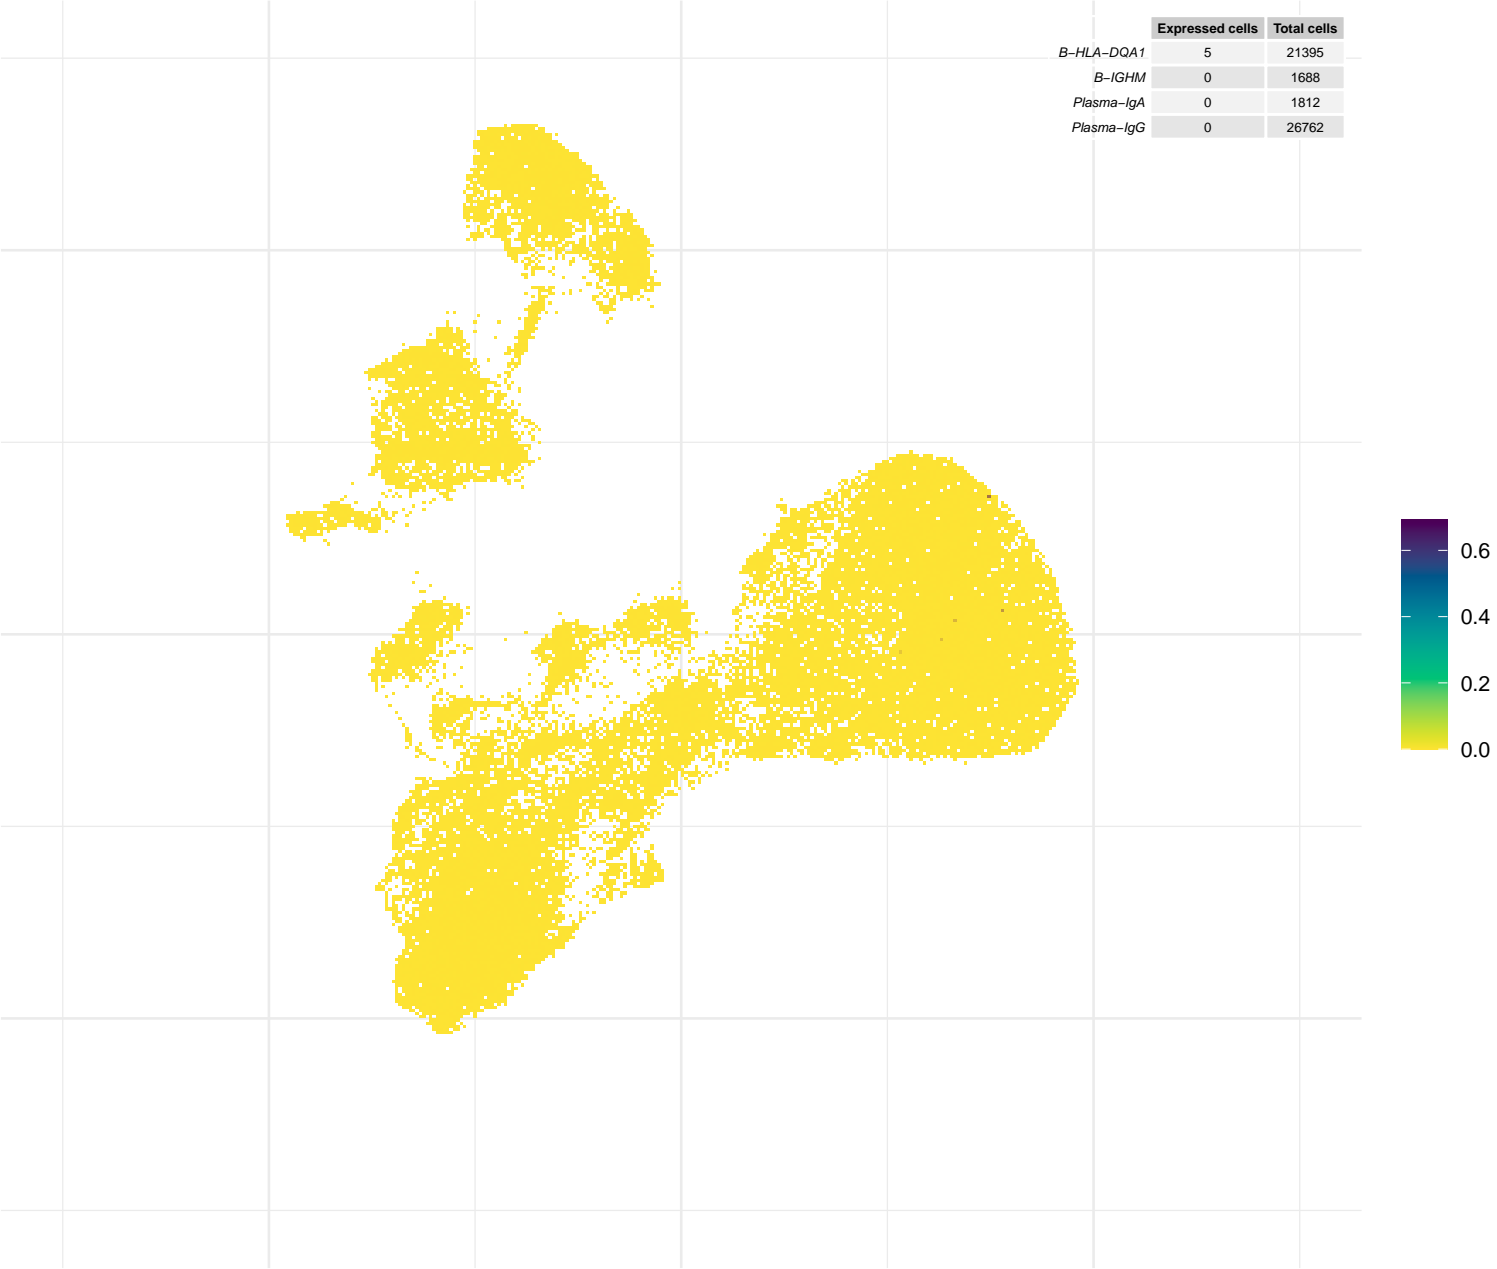 Expressed cells Total cells
B−HLA−DQA1 5 21395
B−IGHM 0 1688
Plasma−IgA 0 1812
Plasma−IgG 0 26762
0.6
0.4
0.2
0.0